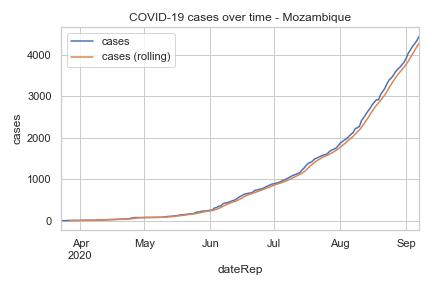 COVID-19 cases over time - Mozambique
cases
cases (rolling)
4000
3000
2000
1000
0
cases
Apr
2020
May
Jun
Jul
Aug
Sep
dateRep